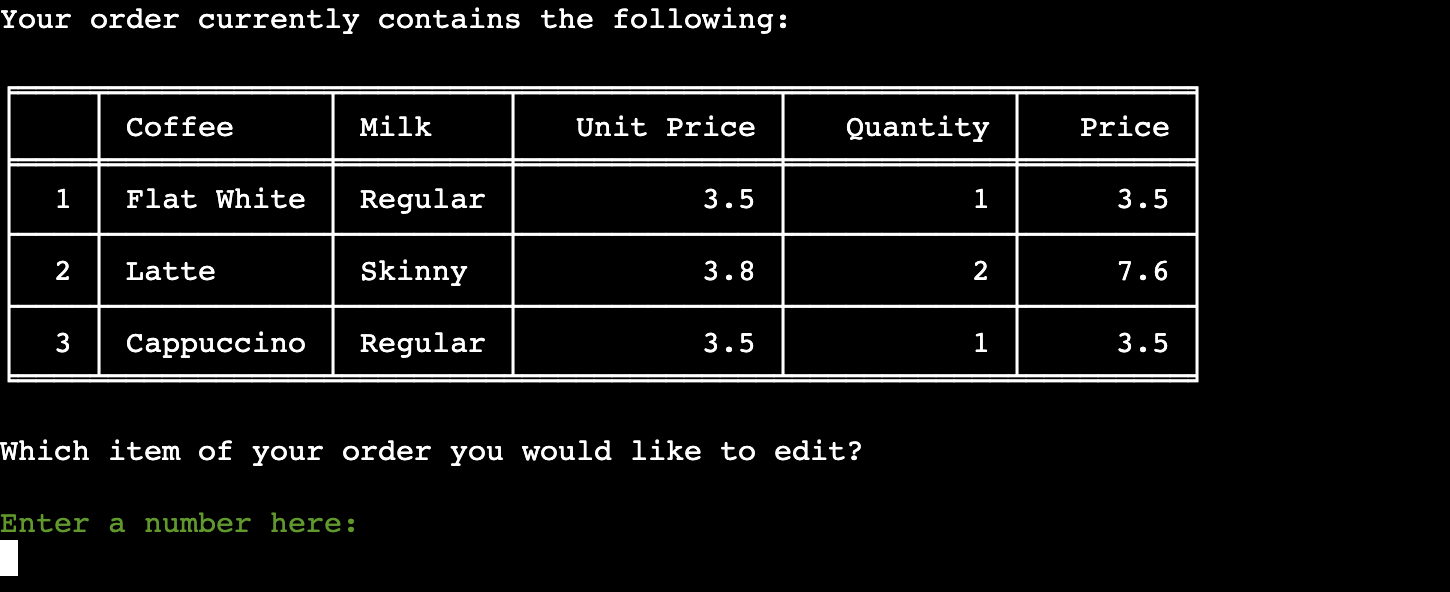 Your order currently contains the following:
Coffee Milk Unit Price Quantity Price
1 Flat White Regular 3.5 1 3.5
2 Latte Skinny 3.8 2 7.6
3 Cappuccino Regular 3.5 1 3.5
Which item of your order you would like to edit?
Enter a number here: